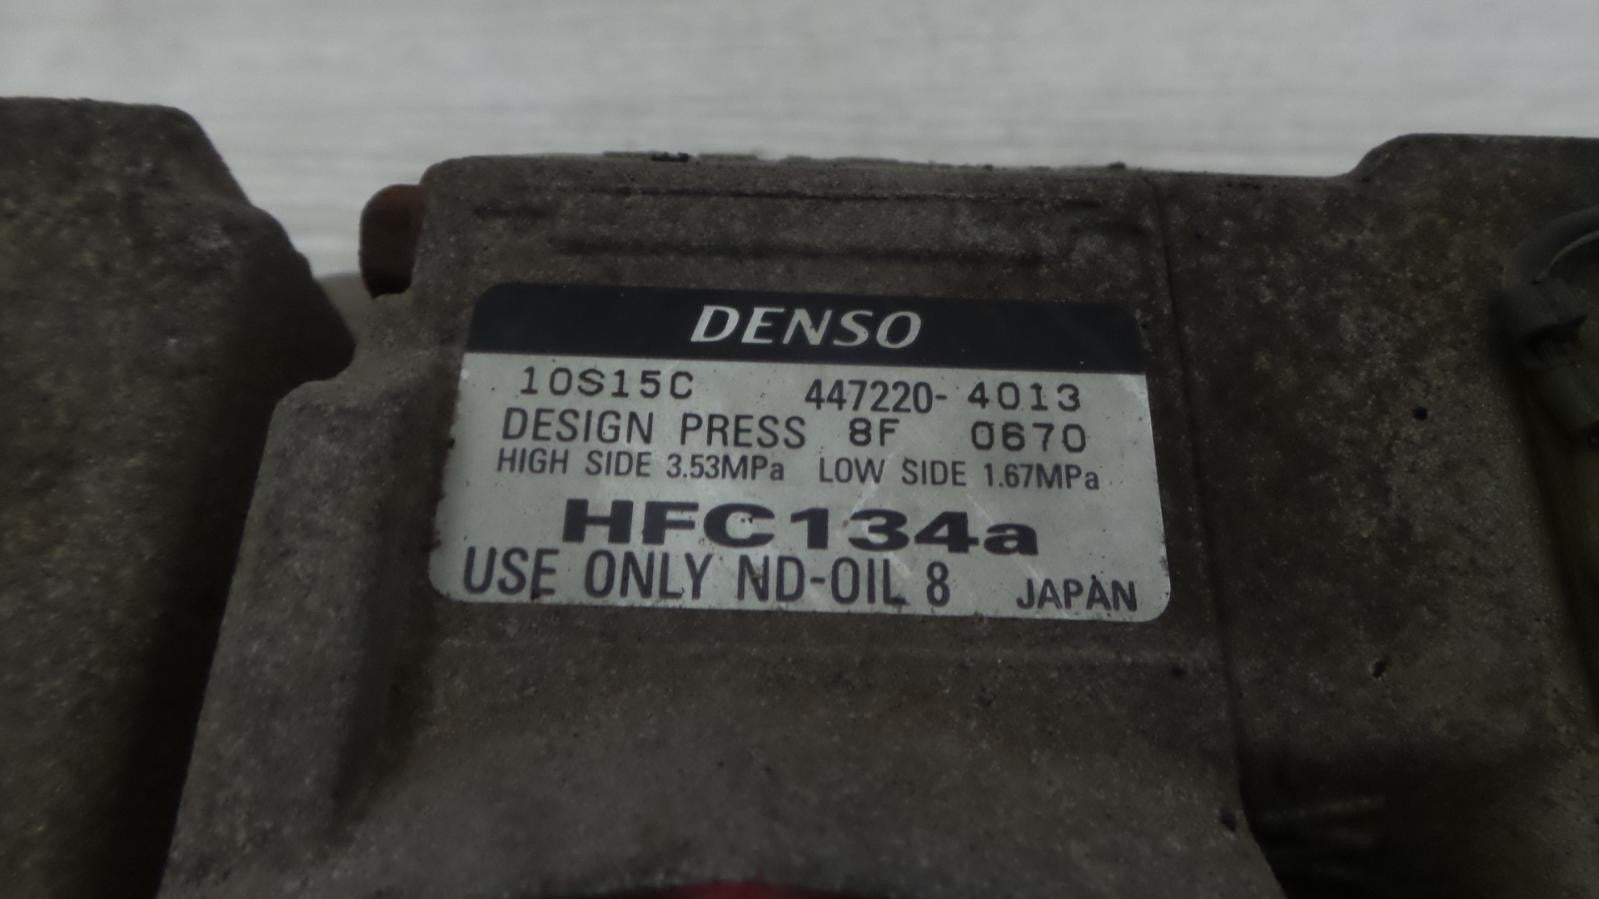 DENSO
10S15C 447220-4013
DESIGN PRESS 8F 0670
HIGH SIDE 3.53MPa LOW SIDE 1.67MPa
HFC134a
USE ONLY ND-OIL 8 JAPAN